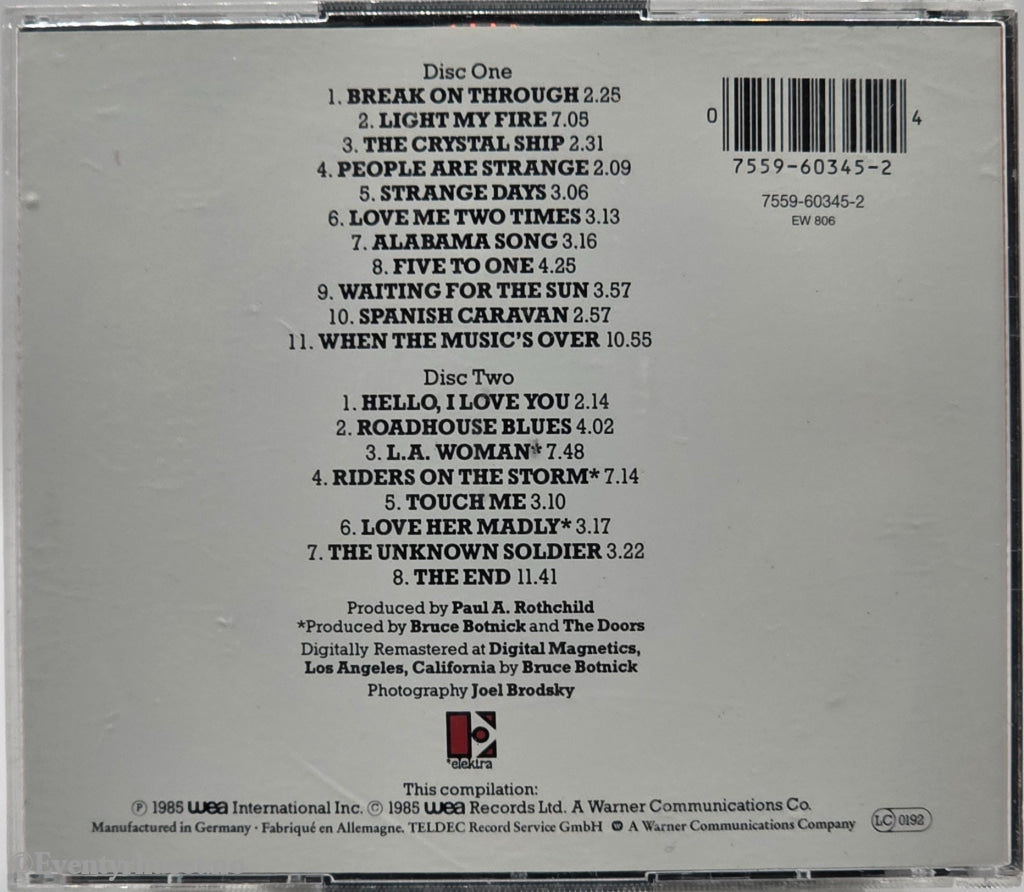 Disc One
1. BREAK ON THROUGH 2.25
2. LIGHT MY FIRE 7.05
3. THE CRYSTAL SHIP 2.31
4. PEOPLE ARE STRANGE 2.09
5. STRANGE DAYS 3.06
6. LOVE ME TWO TIMES 3.13
7. ALABAMA SONG 3.16
8. FIVE TO ONE 4.25
9. WAITING FOR THE SUN 3.57
10. SPANISH CARAVAN 2.57
11. WHEN THE MUSIC'S OVER 10.55
0 4
7559-60345-2
7559-60345-2
EW 806
Disc Two
1. HELLO, I LOVE YOU 2.14
2. ROADHOUSE BLUES 4.02
3. L.A. WOMAN* 7.48
4. RIDERS ON THE STORM* 7.14
5. TOUCH ME 3.10
6. LOVE HER MADLY* 3.17
7. THE UNKNOWN SOLDIER 3.22
8. THE END 11.41
Produced by Paul A. Rothchild
*Produced by Bruce Botnick and The Doors
Digitally Remastered at Digital Magnetics,
Los Angeles, California by Bruce Botnick
Photography Joel Brodsky
E
*elektra
This compilation:
℗ 1985 wea International Inc. © 1985 wea Records Ltd. A Warner Communications Co.
Manufactured in Germany · Fabriqué en Allemagne. TELDEC Record Service GmbH A Warner Communications Company
LC 0192